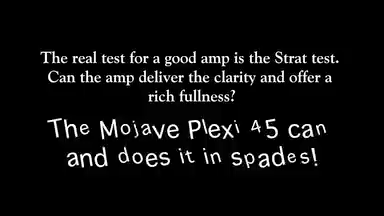 The real test for a good amp is the Strat test.
Can the amp deliver the clarity and offer a
rich fullness?
The Mojave Plexi 45 can
and does it in spades!